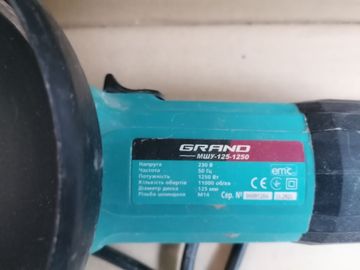 GRAND
МШУ-125-1250
Напруга 230 В
Частота 50 Гц
Потужність 1250 Вт
Кількість обертів 11000 об/хв
Діаметр диска 125 мм
Різьба шпинделя М14
emc
CE
Сер. №